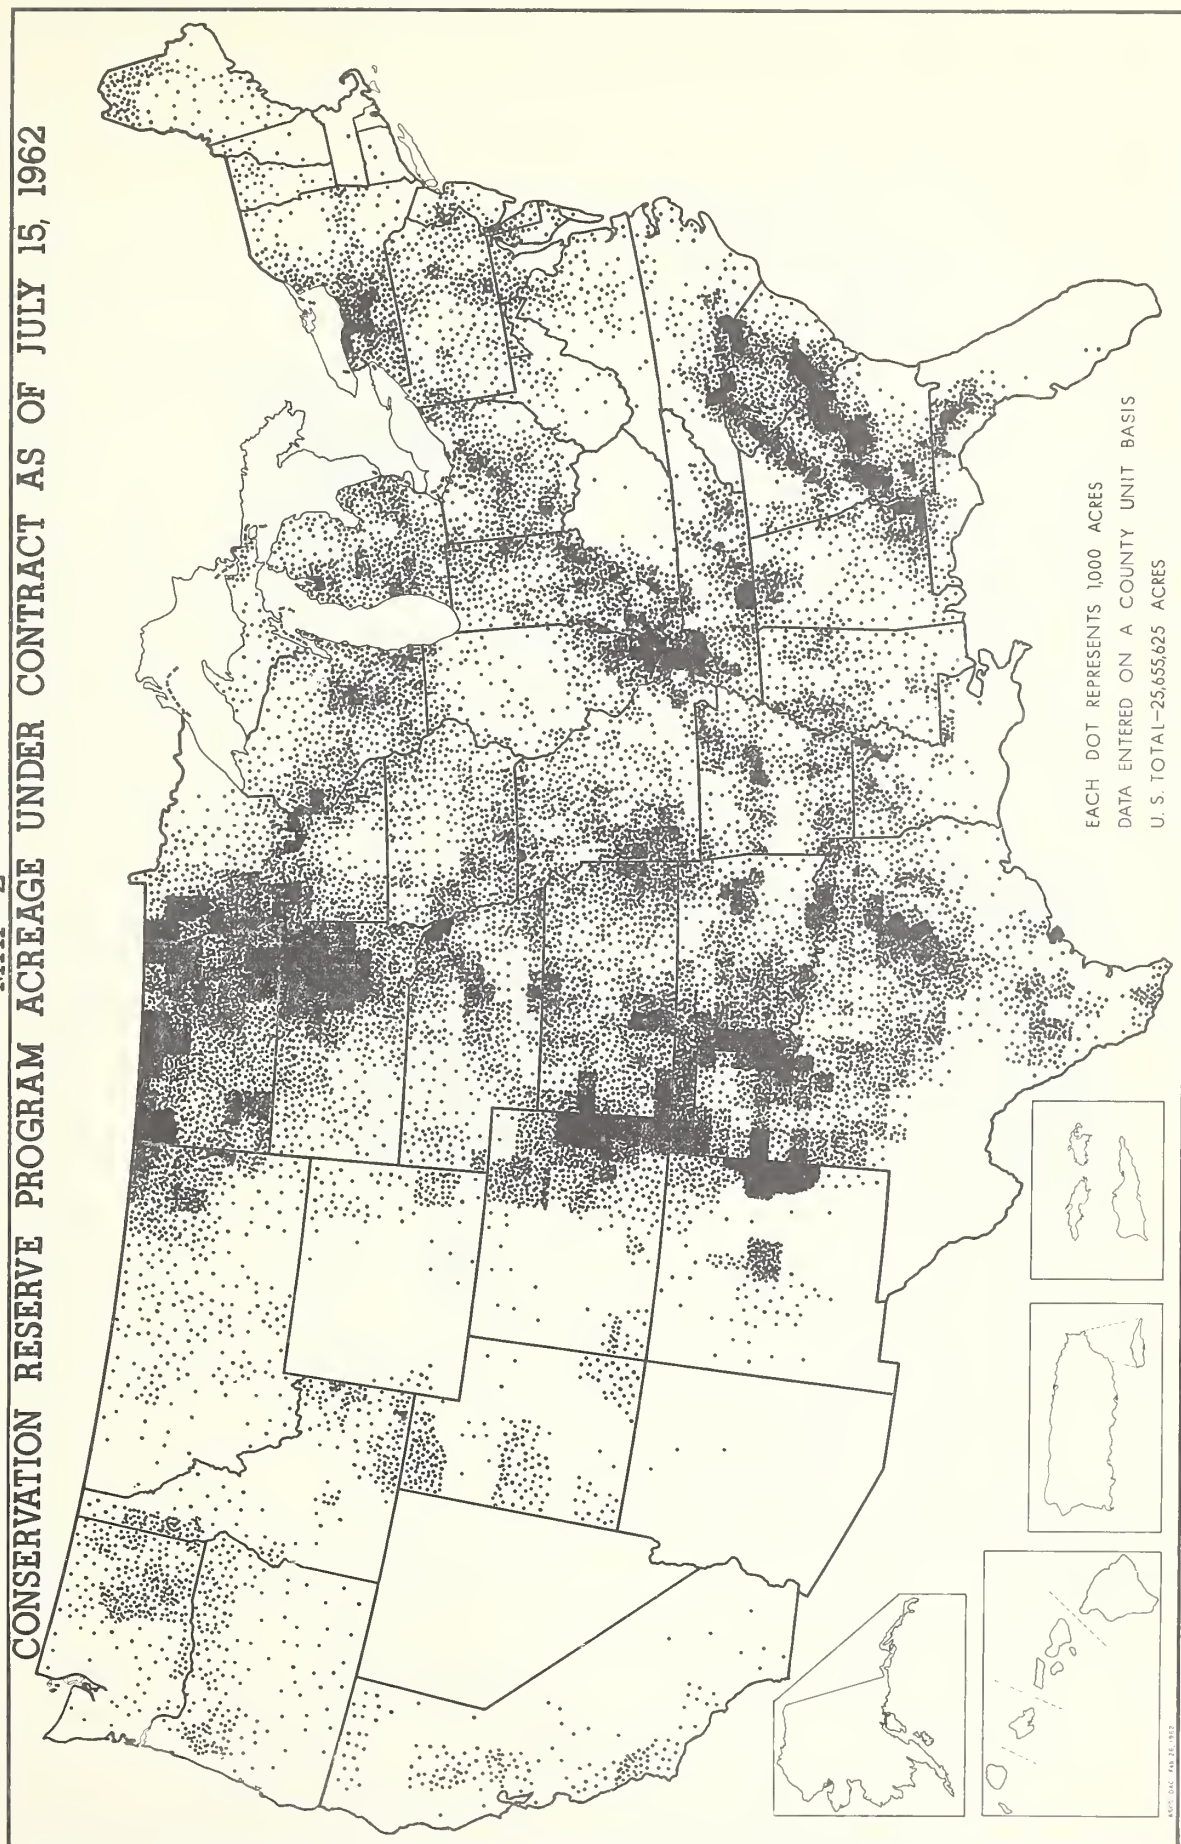 CONSERVATION RESERVE PROGRAM ACREAGE UNDER CONTRACT AS OF JULY 15, 1962
EACH DOT REPRESENTS 1,000 ACRES
DATA ENTERED ON A COUNTY UNIT BASIS
U. S. TOTAL—25,655,625 ACRES